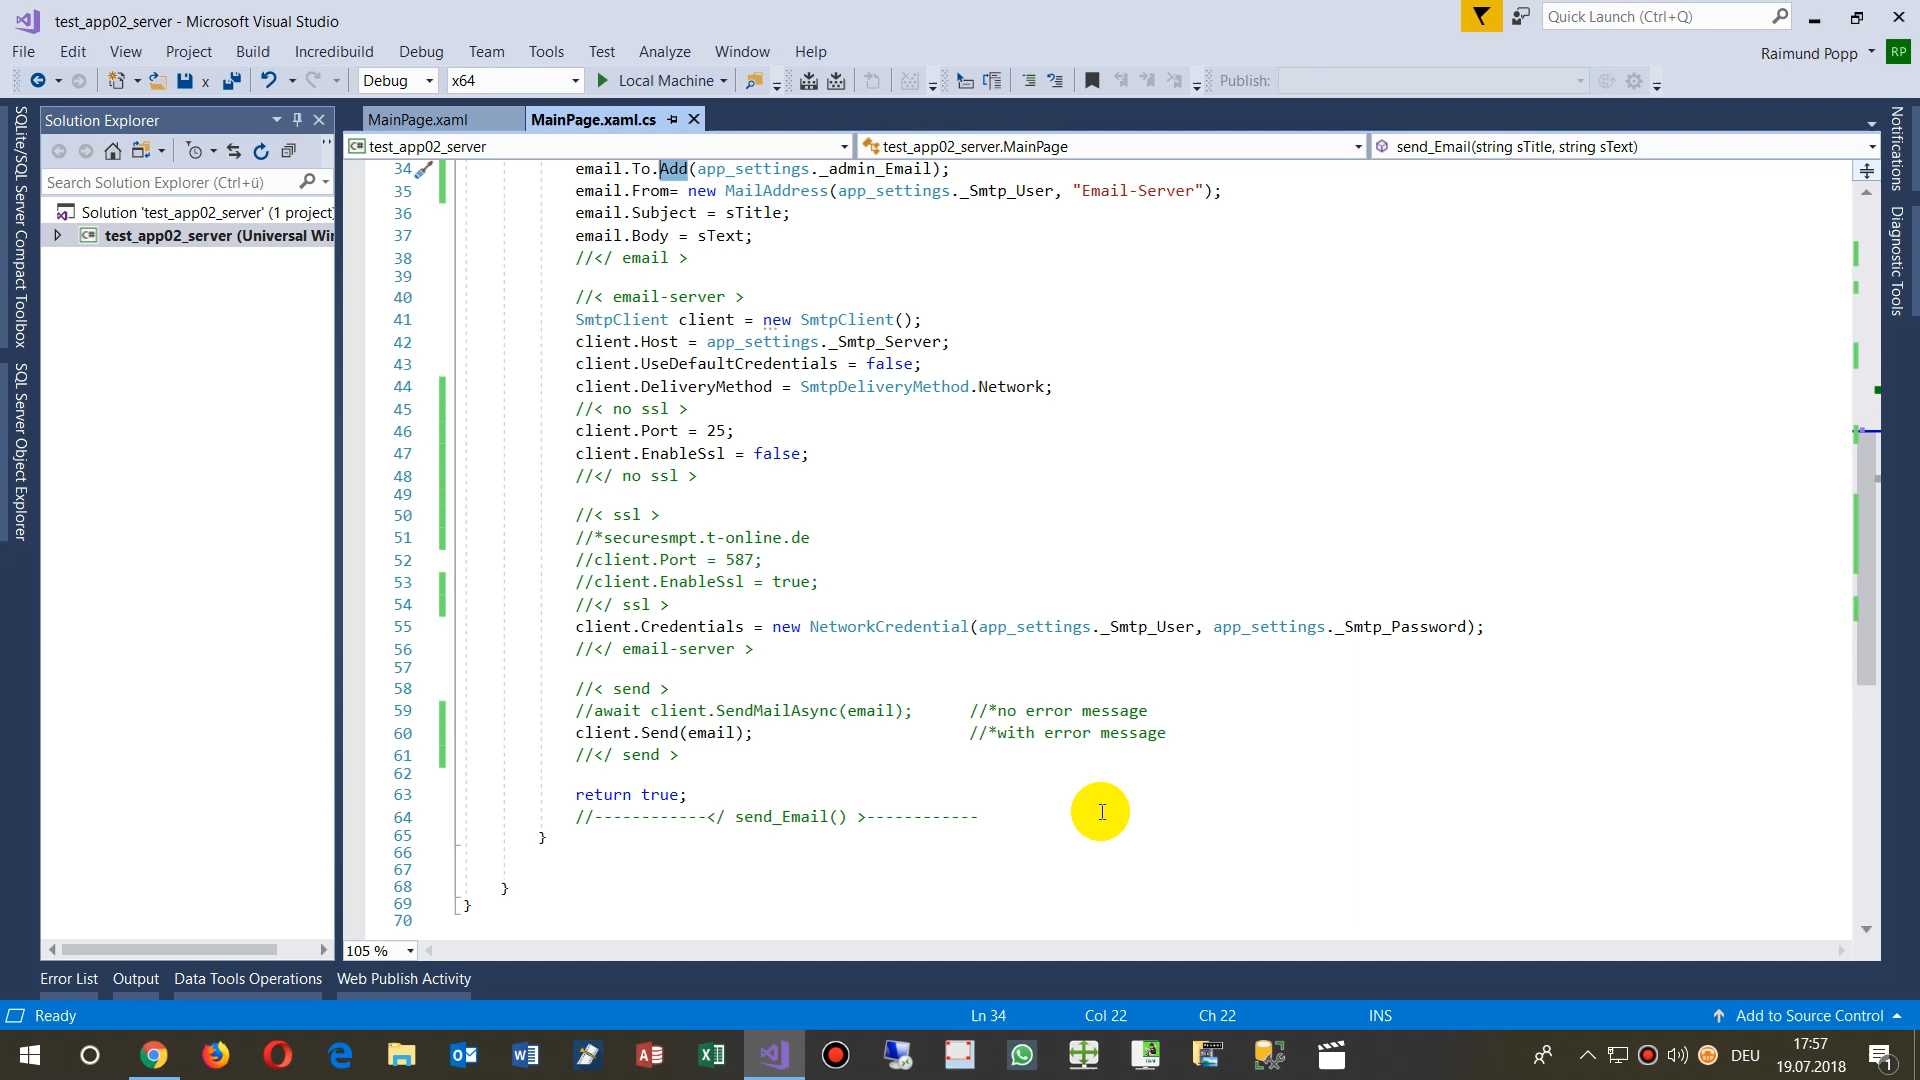 test_app02_server - Microsoft Visual Studio
Quick Launch (Ctrl+Q)
File Edit View Project Build Incredibuild Debug Team Tools Test Analyze Window Help
Raimund Popp RP
x Debug x64 Local Machine Publish:
SQLite/SQL Server Compact Toolbox
SQL Server Object Explorer
Solution Explorer
Search Solution Explorer (Ctrl+ü)
Solution 'test_app02_server' (1 project)
test_app02_server (Universal Wi
MainPage.xaml MainPage.xaml.cs
test_app02_server test_app02_server.MainPage send_Email(string sTitle, string sText)
34 email.To.Add(app_settings._admin_Email);
35 email.From= new MailAddress(app_settings._Smtp_User, "Email-Server");
36 email.Subject = sTitle;
37 email.Body = sText;
38 //</ email >
39
40 //< email-server >
41 SmtpClient client = new SmtpClient();
42 client.Host = app_settings._Smtp_Server;
43 client.UseDefaultCredentials = false;
44 client.DeliveryMethod = SmtpDeliveryMethod.Network;
45 //< no ssl >
46 client.Port = 25;
47 client.EnableSsl = false;
48 //</ no ssl >
49
50 //< ssl >
51 //*securesmpt.t-online.de
52 //client.Port = 587;
53 //client.EnableSsl = true;
54 //</ ssl >
55 client.Credentials = new NetworkCredential(app_settings._Smtp_User, app_settings._Smtp_Password);
56 //</ email-server >
57
58 //< send >
59 //await client.SendMailAsync(email); //*no error message
60 client.Send(email); //*with error message
61 //</ send >
62
63 return true;
64 //------------</ send_Email() >------------
65 }
66
67
68 }
69 }
70
105 %
Notifications
Diagnostic Tools
Error List Output Data Tools Operations Web Publish Activity
Ready Ln 34 Col 22 Ch 22 INS Add to Source Control
DEU 17:57
19.07.2018
1